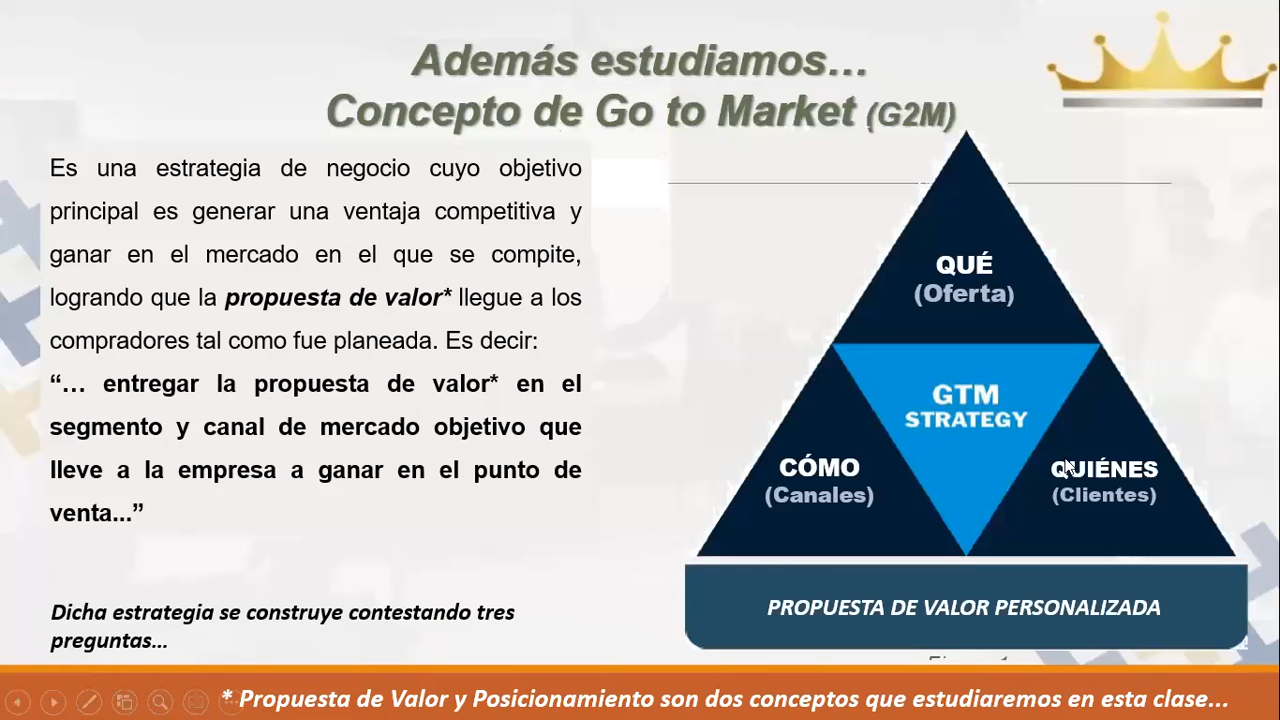 Además estudiamos...
Concepto de Go to Market (G2M)
Es una estrategia de negocio cuyo objetivo
principal es generar una ventaja competitiva y
ganar en el mercado en el que se compite,
logrando que la propuesta de valor* llegue a los
compradores tal como fue planeada. Es decir:
“... entregar la propuesta de valor* en el
segmento y canal de mercado objetivo que
lleve a la empresa a ganar en el punto de
venta...”
Dicha estrategia se construye contestando tres
preguntas...
QUÉ
(Oferta)
GTM
STRATEGY
CÓMO
(Canales)
QUIÉNES
(Clientes)
PROPUESTA DE VALOR PERSONALIZADA
* Propuesta de Valor y Posicionamiento son dos conceptos que estudiaremos en esta clase...